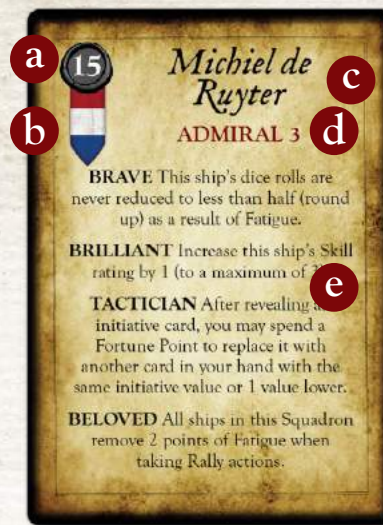 a
15
Michiel de
Ruyter
c
b
ADMIRAL 3
d
BRAVE This ship's dice rolls are
never reduced to less than half (round
up) as a result of Fatigue.
BRILLIANT Increase this ship's Skill
rating by 1 (to a maximum of
e
TACTICIAN After revealing
initiative card, you may spend a
Fortune Point to replace it with
another card in your hand with the
same initiative value or 1 value lower.
BELOVED All ships in this Squadron
remove 2 points of Fatigue when
taking Rally actions.